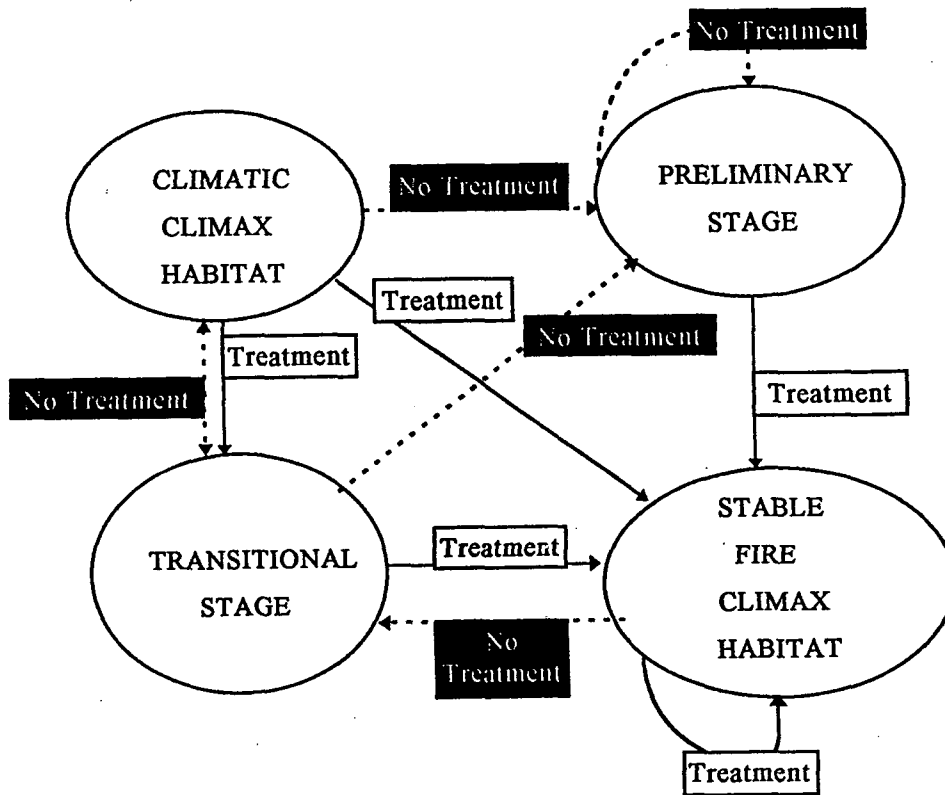 No Treatment
CLIMATIC
CLIMAX
HABITAT
No Treatment
PRELIMINARY
STAGE
Treatment
No Treatment
Treatment
No Treatment
Treatment
TRANSITIONAL
STAGE
Treatment
No
Treatment
STABLE
FIRE
CLIMAX
HABITAT
Treatment